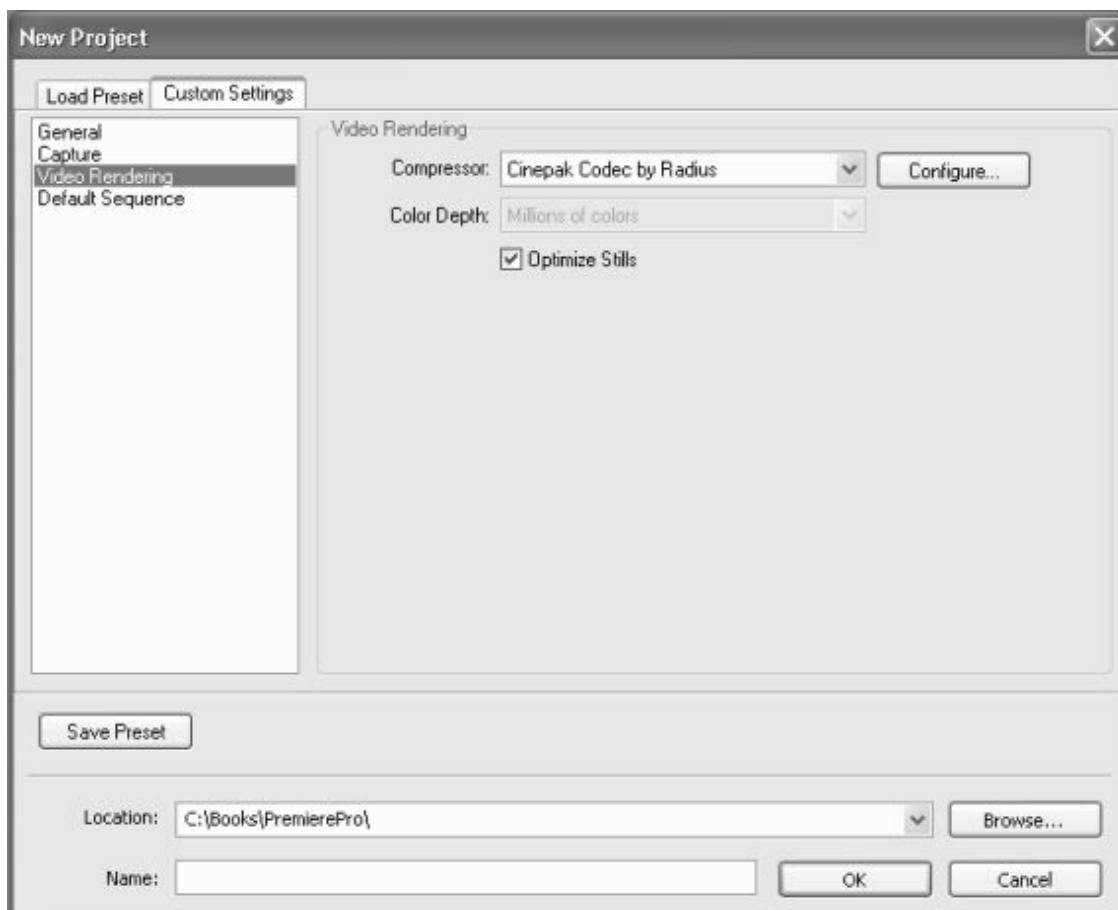 New Project
Load Preset
Custom Settings
General
Capture
Video Rendering
Default Sequence
Video Rendering
Compressor: Cinepak Codec by Radius Configure...
Color Depth: Millions of colors
Optimize Stills
Save Preset
Location: C:\Books\PremierePro\ Browse...
Name: OK Cancel